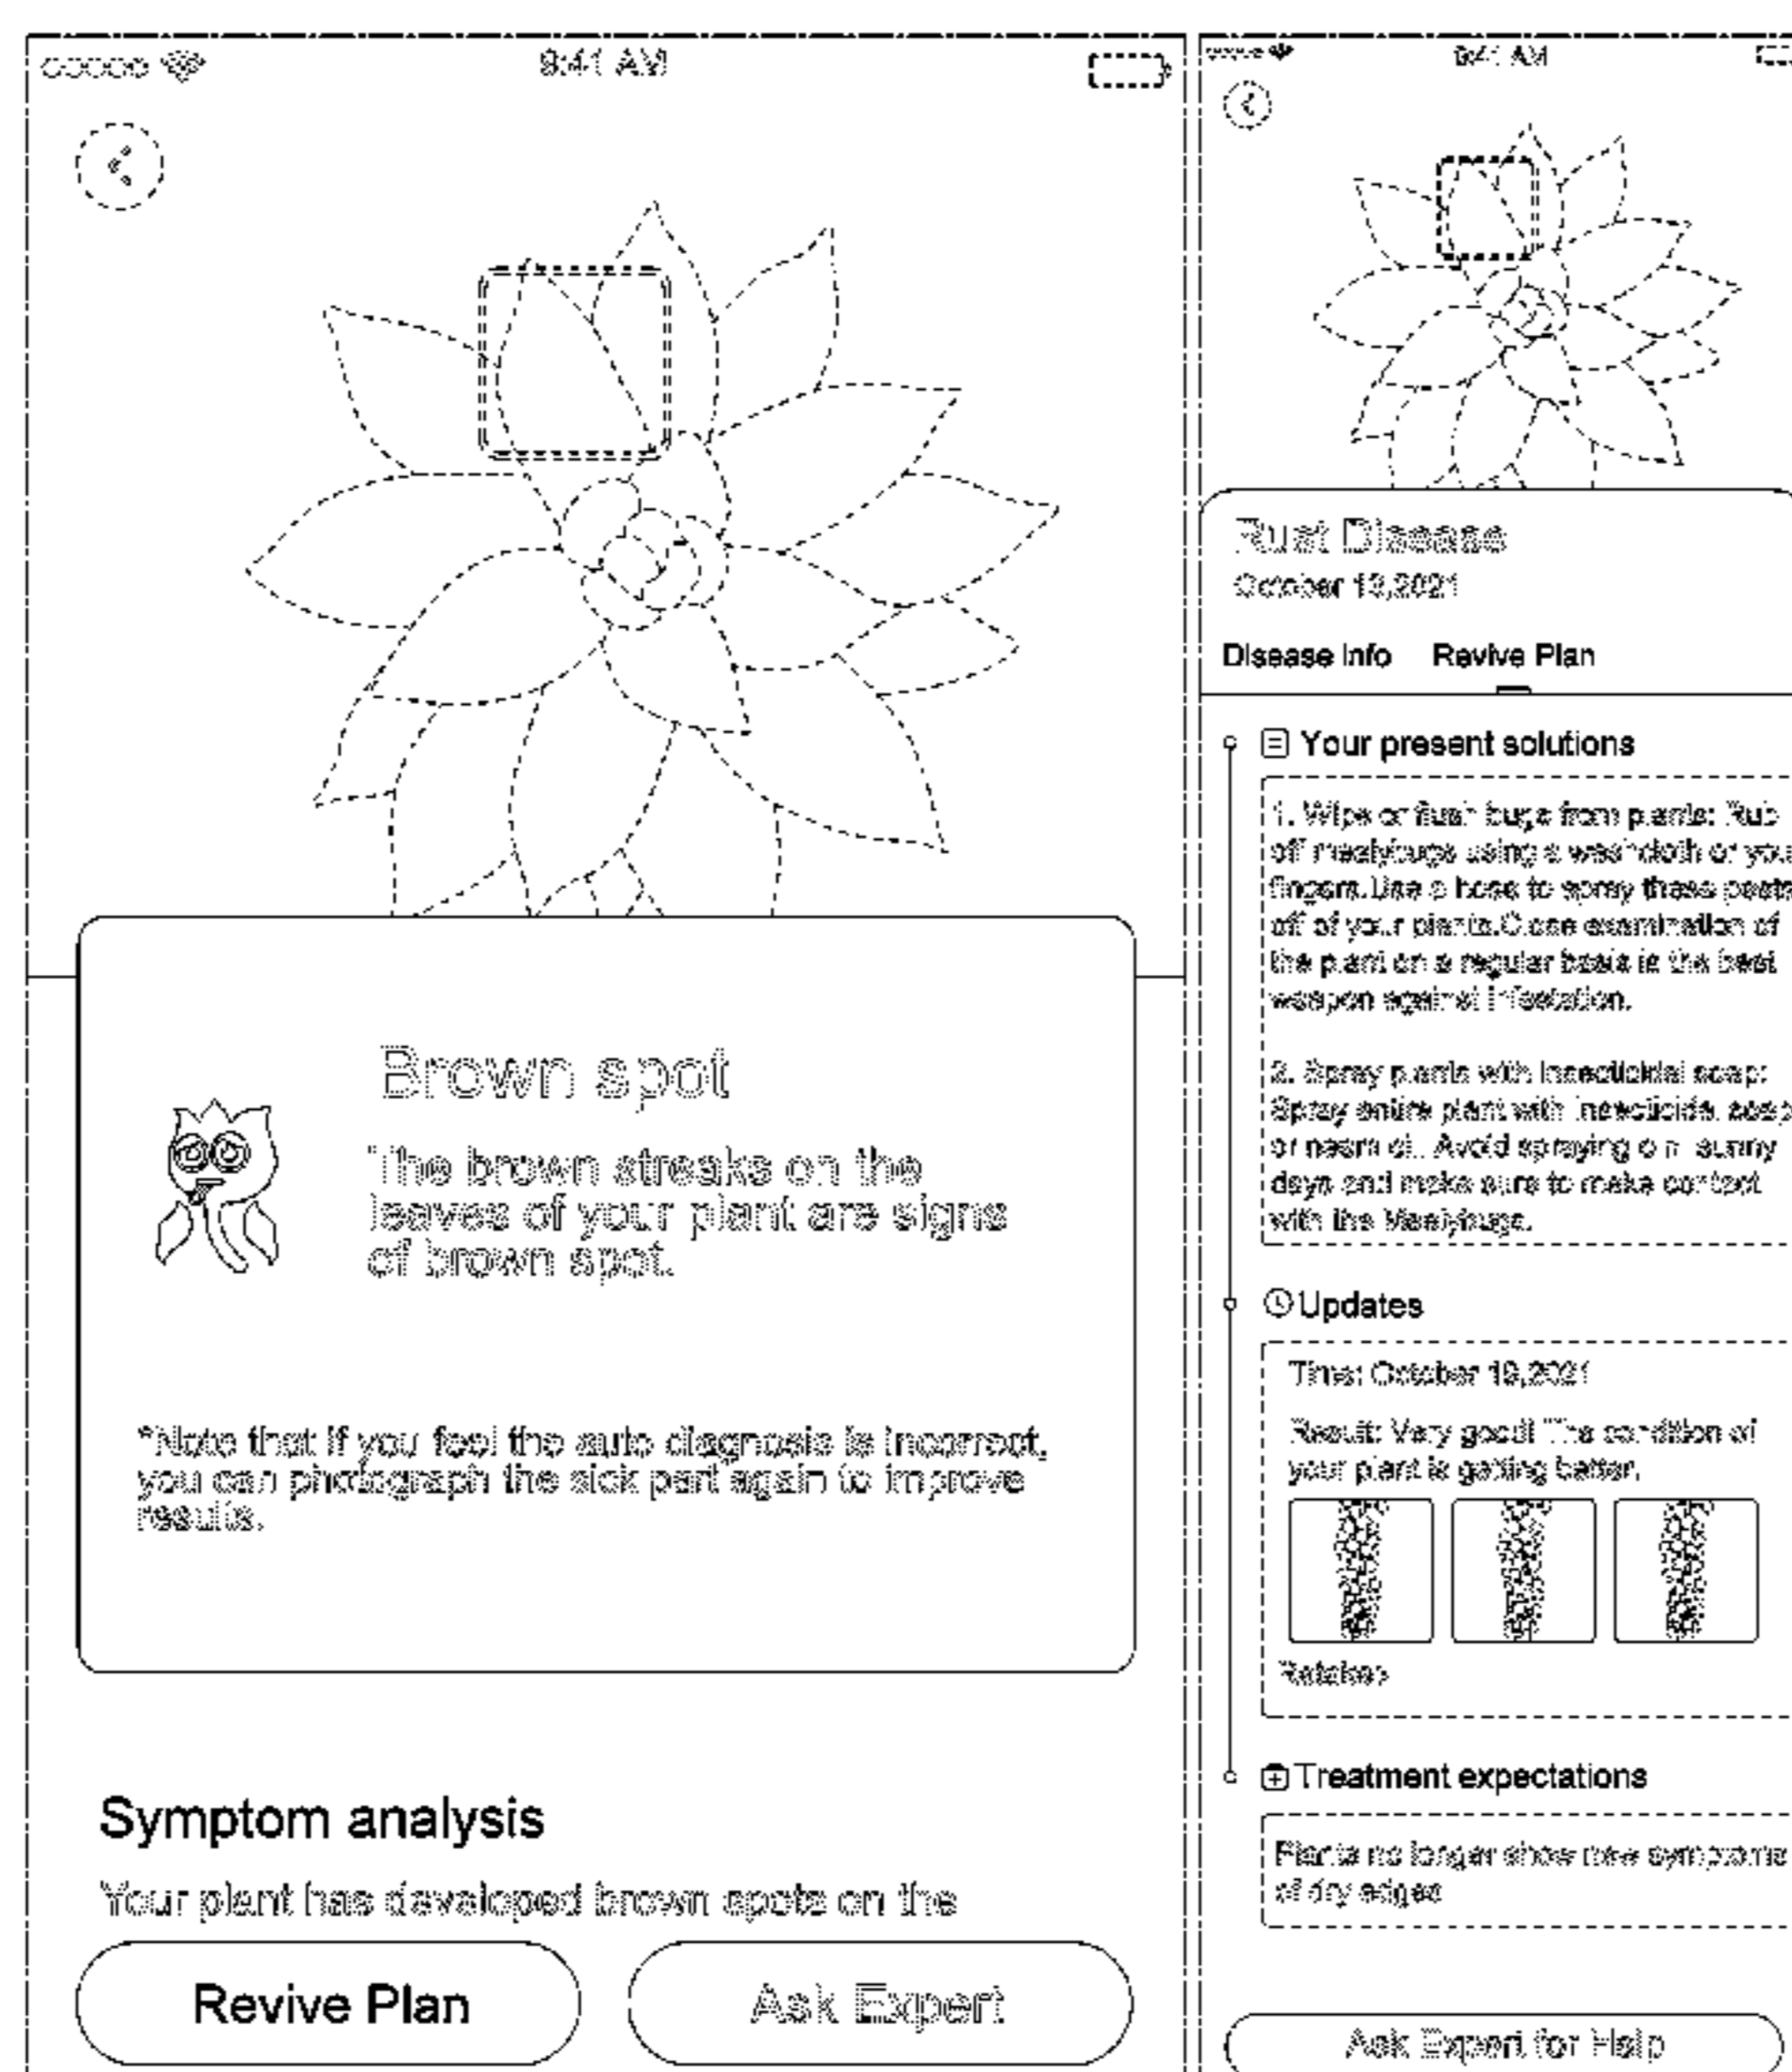 9:41 AM
Brown spot
The brown streaks on the
leaves of your plant are signs
of brown spot.
*Note that if you feel the auto diagnosis is incorrect,
you can photograph the sick part again to improve
results.
Symptom analysis
Your plant has developed brown spots on the
Revive Plan
Ask Expert
9:41 AM
Rust Disease
Disease Info
Revive Plan
Your present solutions
1. Wipe or flush bugs from plants: Rub
off mealybugs using a washcloth or your
fingers.Use a hose to spray these pests
off of your plants.Close examination of
the plant on a regular basis is the best
weapon against infestation.
2. Spray plants with insecticidal soap:
Spray entire plant with insecticidal soap
or neem oil. Avoid spraying on sunny
days and make sure to make contact
with the Mealybugs.
Updates
Time: October 19,2021
Result: Very good! The condition of
your plant is getting better.
Treatment expectations
Plants no longer show new symptoms
of dry edges
Ask Expert for Help